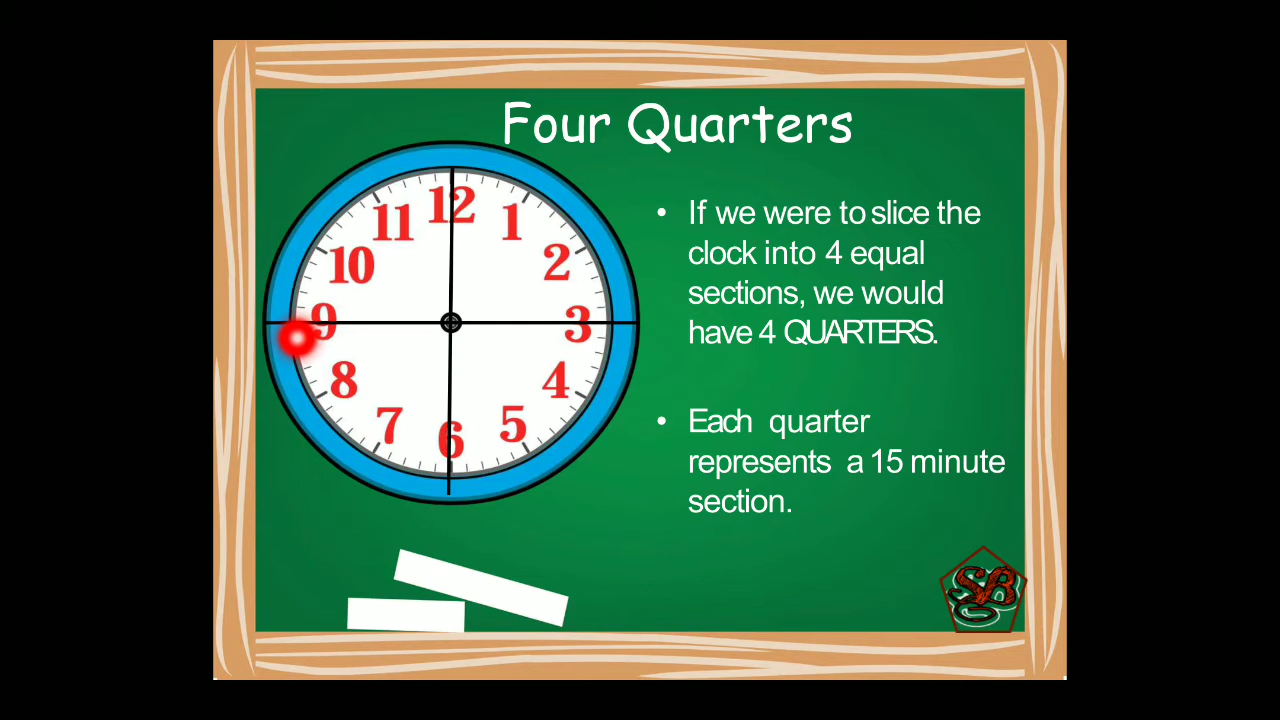 Four Quarters
12
11
1
10
2
9
3
8
4
7
5
6
• If we were to slice the
clock into 4 equal
sections, we would
have 4 QUARTERS.
• Each quarter
represents a 15 minute
section.